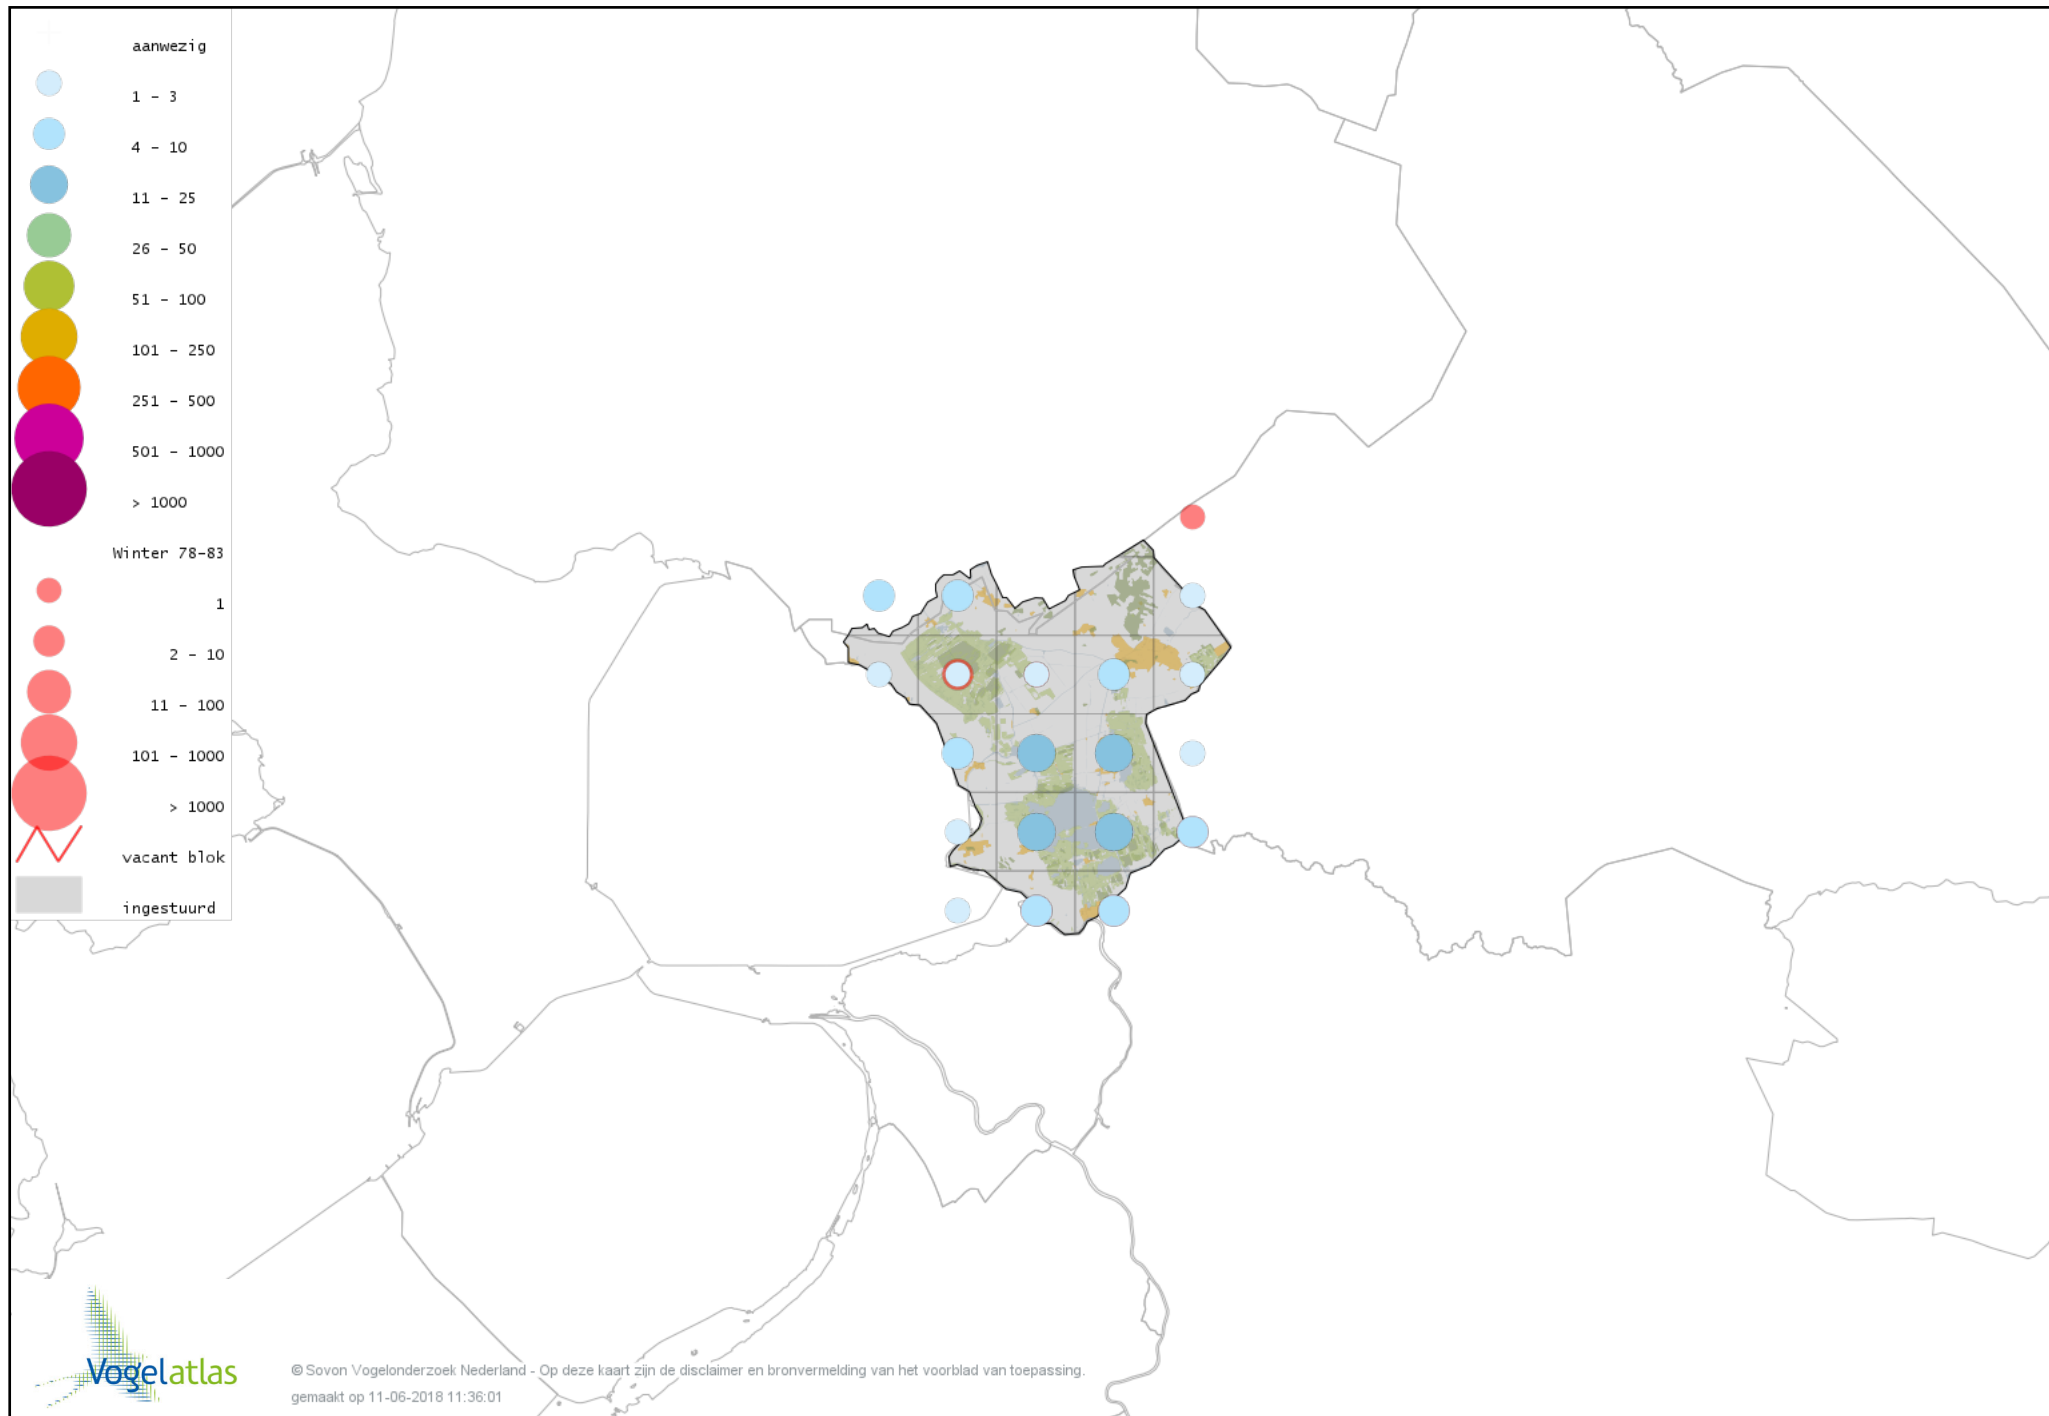 aanwezig
1 - 3
4 - 10
11 - 25
26 - 50
51 - 100
101 - 250
251 - 500
501 - 1000
> 1000
Winter 78-83
1
2 - 10
11 - 100
101 - 1000
> 1000
vacant blok
ingestuurd
Vogelatlas
© Sovon Vogelonderzoek Nederland - Op deze kaart zijn de disclaimer en bronvermelding van het voorblad van toepassing.
gemaakt op 11-06-2018 11:36:01